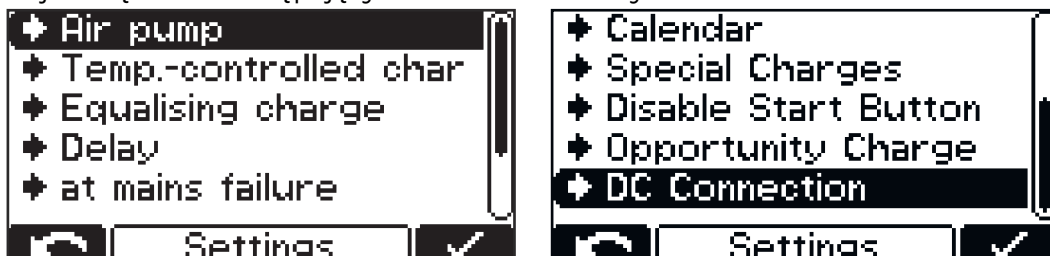 Air pump
Temp.-controlled char
Equalising charge
Delay
at mains failure
Settings
Calendar
Special Charges
Disable Start Button
Opportunity Charge
DC Connection
Settings